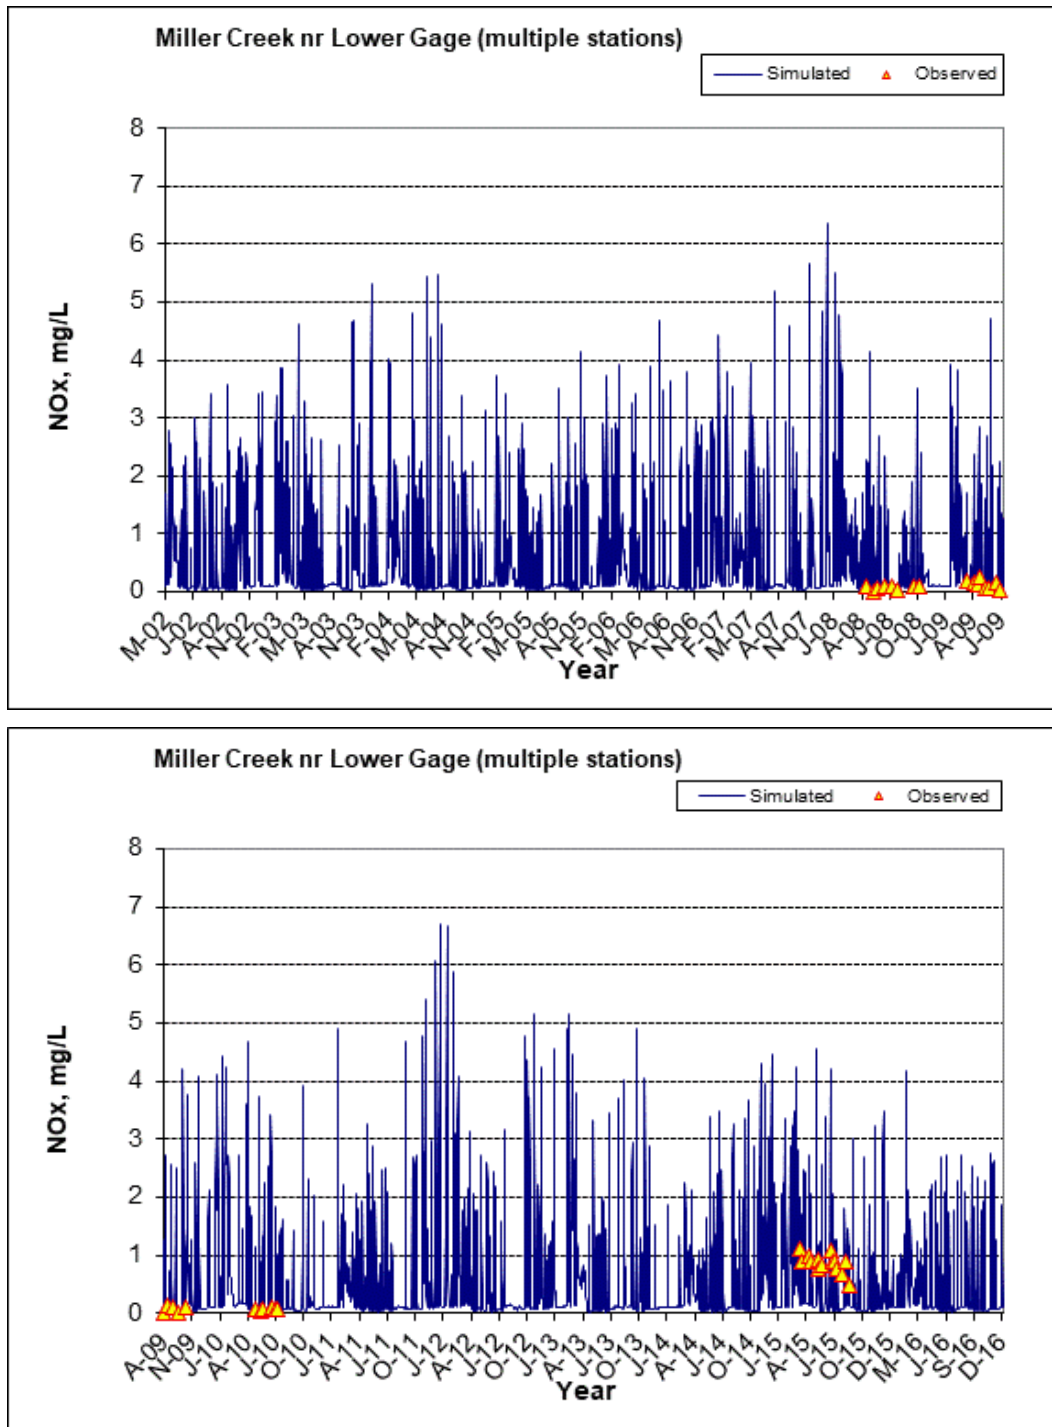 Miller Creek nr Lower Gage (multiple stations)
Simulated Observed
8
7
6
5
4
3
2
1
0
NOx, mg/L
M-02 J-02 A-02 N-02 F-03 M-03 A-03 N-03 F-04 M-04 A-04 N-04 F-05 M-05 A-05 N-05 F-06 M-06 A-06 N-06 F-07 M-07 A-07 N-07 J-08 A-08 J-08 O-08 J-09 A-09 J-09
Year
Miller Creek nr Lower Gage (multiple stations)
Simulated Observed
8
7
6
5
4
3
2
1
0
NOx, mg/L
A-09 N-09 J-10 A-10 J-10 O-10 J-11 A-11 J-11 O-11 J-12 A-12 J-12 O-12 J-13 A-13 J-13 O-13 J-14 A-14 J-14 O-14 J-15 A-15 J-15 O-15 D-15 M-16 J-16 S-16 D-16
Year